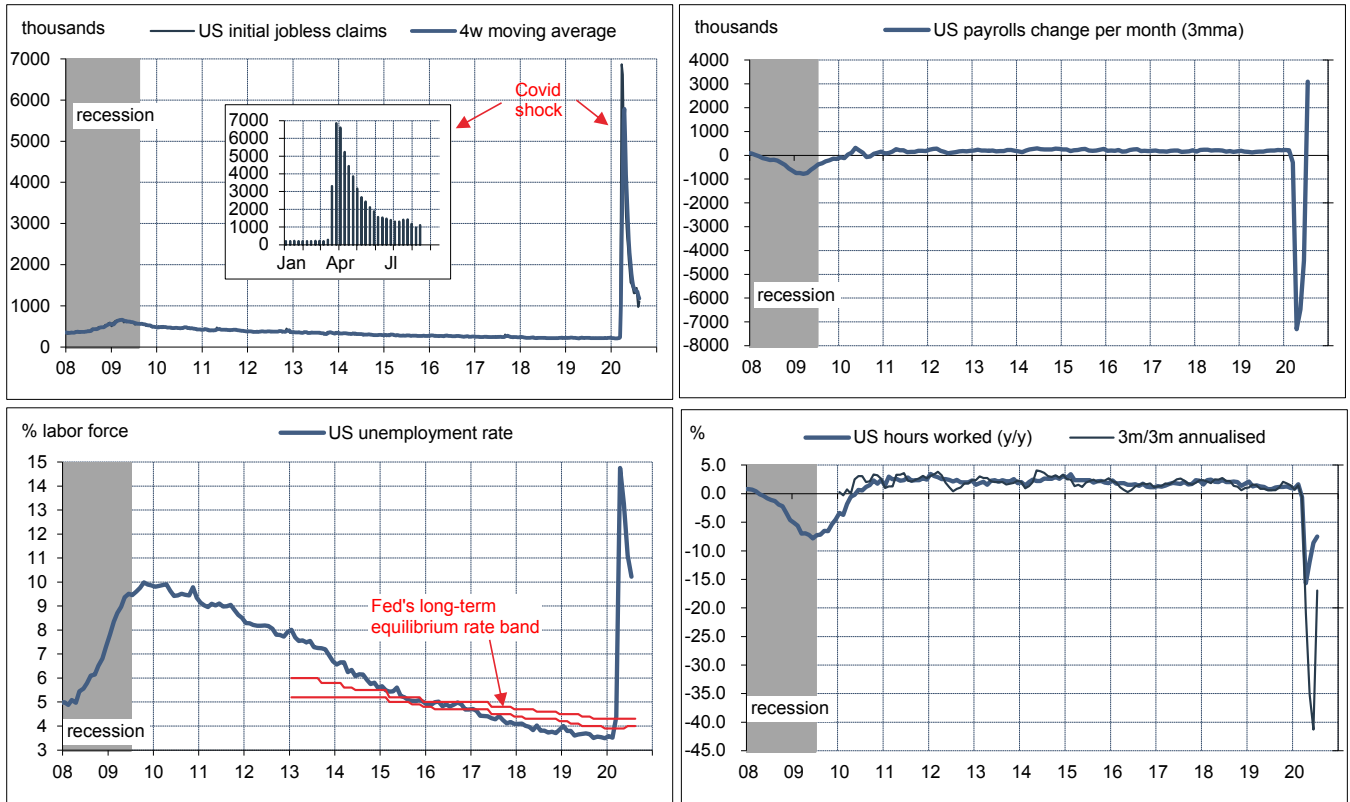 thousands
US initial jobless claims
4w moving average
7000
6000
5000
4000
3000
2000
1000
0
recession
Covid
shock
7000
6000
5000
4000
3000
2000
1000
0
Jan Apr Jl
08 09 10 11 12 13 14 15 16 17 18 19 20
thousands
US payrolls change per month (3mma)
4000
3000
2000
1000
0
-1000
-2000
-3000
-4000
-5000
-6000
-7000
-8000
recession
08 09 10 11 12 13 14 15 16 17 18 19 20
% labor force
US unemployment rate
15
14
13
12
11
10
9
8
7
6
5
4
3
Fed's long-term
equilibrium rate band
recession
08 09 10 11 12 13 14 15 16 17 18 19 20
%
US hours worked (y/y)
3m/3m annualised
5.0
0.0
-5.0
-10.0
-15.0
-20.0
-25.0
-30.0
-35.0
-40.0
-45.0
recession
08 09 10 11 12 13 14 15 16 17 18 19 20